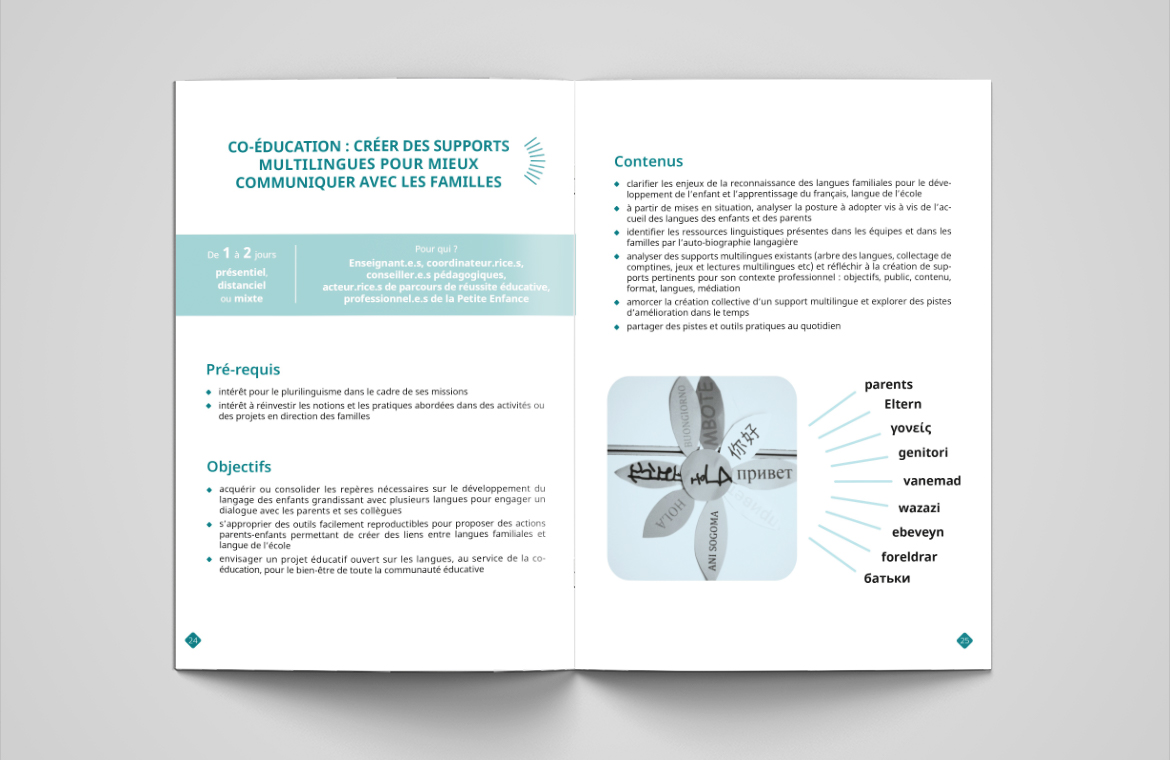 CO-ÉDUCATION : CRÉER DES SUPPORTS
MULTILINGUES POUR MIEUX
COMMUNIQUER AVEC LES FAMILLES
De 1 à 2 jours
présentiel,
distanciel
ou mixte
Pour qui ?
Enseignant.e.s, coordinateur.rice.s,
conseiller.e.s pédagogiques,
acteur.rice.s de parcours de réussite éducative,
professionnel.e.s de la Petite Enfance
Pré-requis
intérêt pour le plurilinguisme dans le cadre de ses missions
intérêt à réinvestir les notions et les pratiques abordées dans des activités ou
des projets en direction des familles
Objectifs
acquérir ou consolider les repères nécessaires sur le développement du
langage des enfants grandissant avec plusieurs langues pour engager un
dialogue avec les parents et ses collègues
s'approprier des outils facilement reproductibles pour proposer des actions
parents-enfants permettant de créer des liens entre langues familiales et
langue de l'école
envisager un projet éducatif ouvert sur les langues, au service de la co-
éducation, pour le bien-être de toute la communauté éducative
24
Contenus
clarifier les enjeux de la reconnaissance des langues familiales pour le déve-
loppement de l'enfant et l'apprentissage du français, langue de l'école
à partir de mises en situation, analyser la posture à adopter vis à vis de l'ac-
cueil des langues des enfants et des parents
identifier les ressources linguistiques présentes dans les équipes et dans les
familles par l'auto-biographie langagière
analyser des supports multilingues existants (arbre des langues, collectage de
comptines, jeux et lectures multilingues etc) et réfléchir à la création de sup-
ports pertinents pour son contexte professionnel : objectifs, public, contenu,
format, langues, médiation
amorcer la création collective d'un support multilingue et explorer des pistes
d'amélioration dans le temps
partager des pistes et outils pratiques au quotidien
BUONGIORNO
MBOTE
你好
привет
HOLA
ANI SOGOMA
parents
Eltern
γονείς
genitori
vanemad
wazazi
ebeveyn
foreldrar
батьки
25